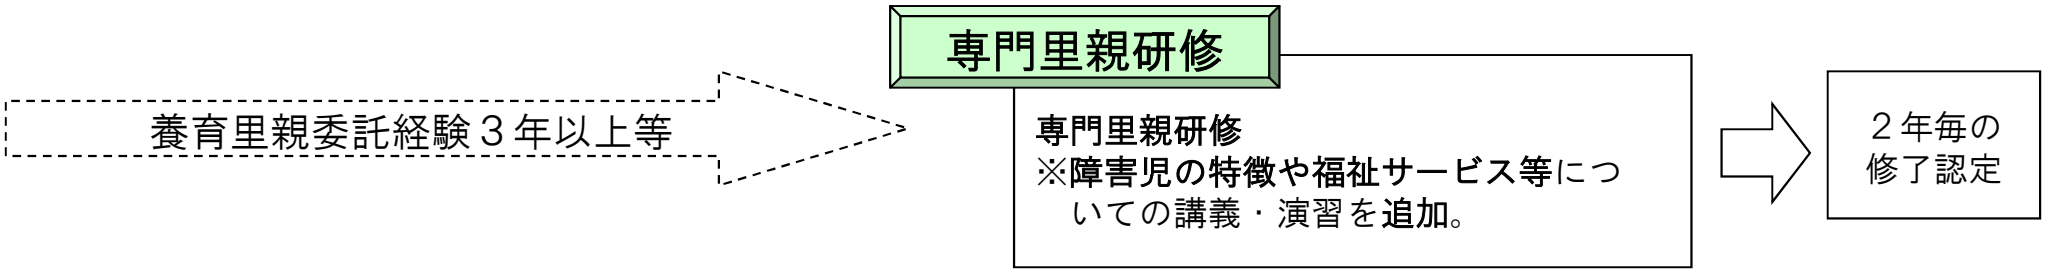 養育里親委託経験３年以上等
専門里親研修
専門里親研修
※障害児の特徴や福祉サービス等につ
いての講義・演習を追加。
２年毎の
修了認定